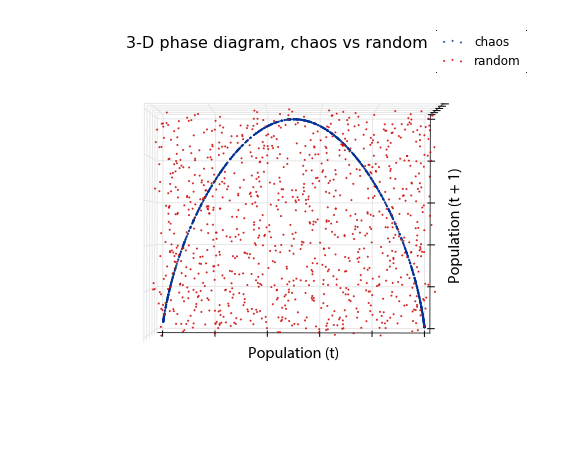 3-D phase diagram, chaos vs random
chaos
random
Population (t + 1)
Population (t)